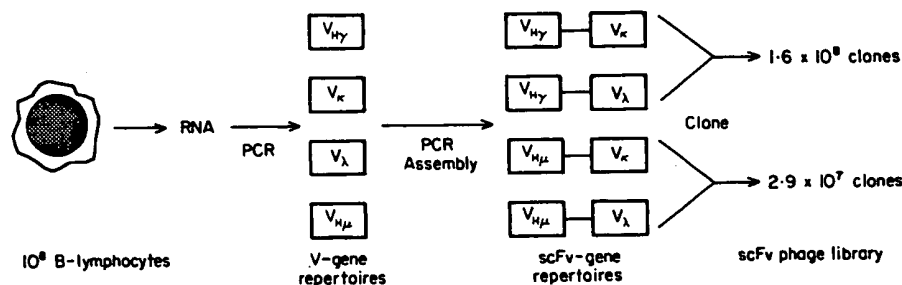 V_Hγ
V_κ
V_λ
V_Hμ
V_Hγ V_κ
V_Hγ V_λ
V_Hμ V_κ
V_Hμ V_λ
RNA
PCR
PCR
Assembly
Clone
1·6 x 10⁸ clones
2·9 x 10⁷ clones
10⁸ B-lymphocytes
V-gene
repertoires
scFv-gene
repertoires
scFv phage library